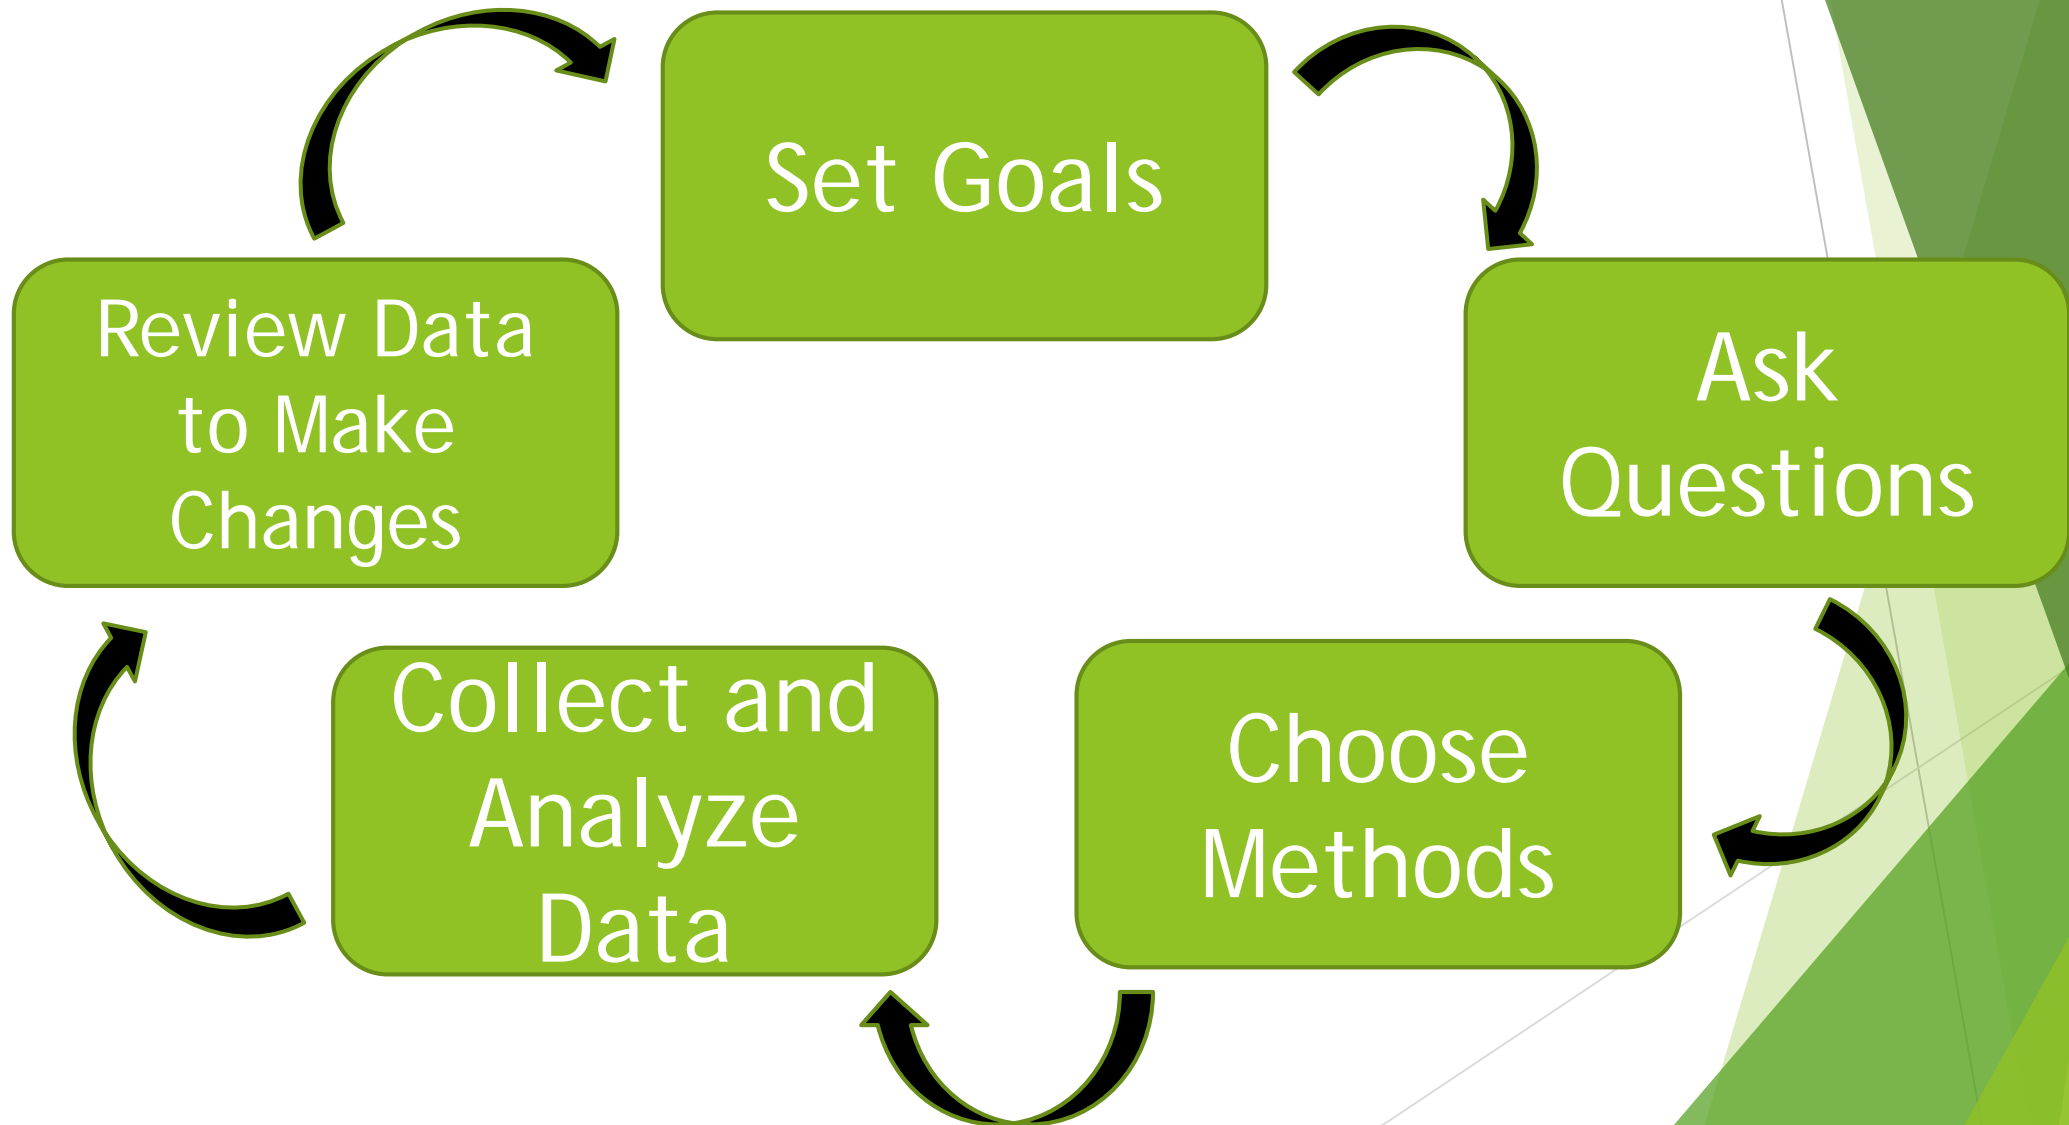 Set Goals
Ask
Questions
Choose
Methods
Collect and
Analyze
Data
Review Data
to Make
Changes